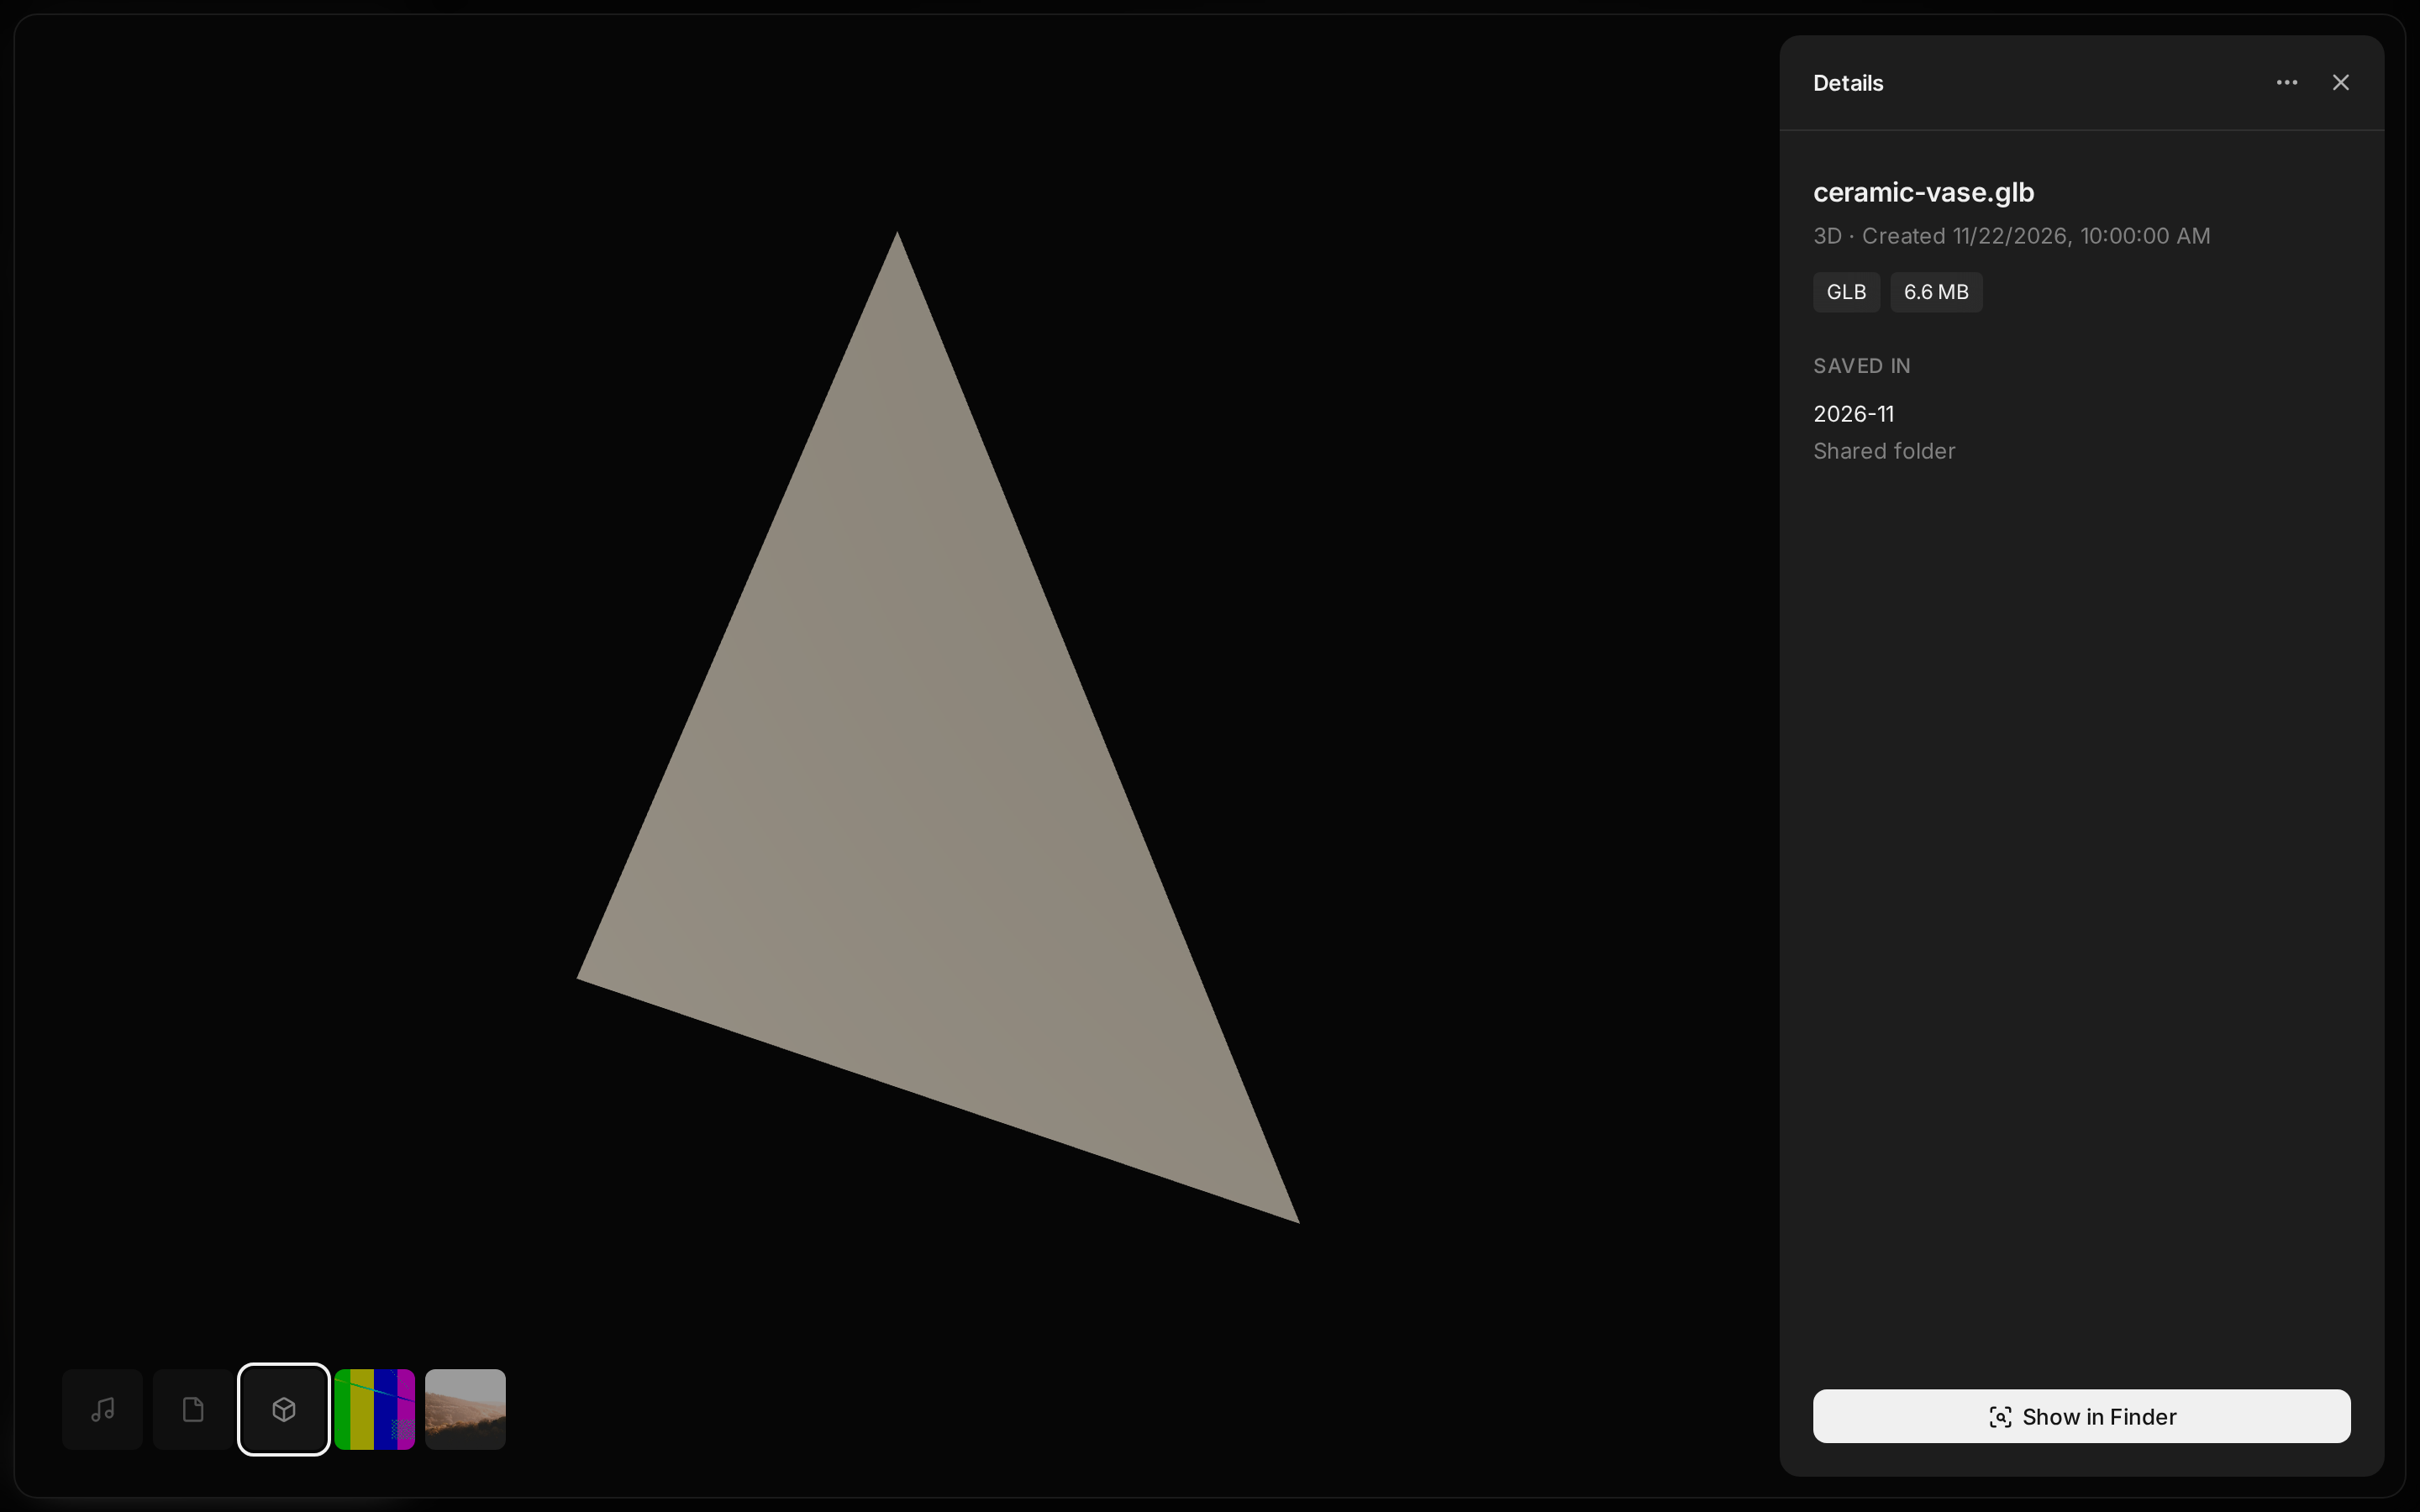 Details
ceramic-vase.glb
3D · Created 11/22/2026, 10:00:00 AM
GLB 6.6 MB
SAVED IN
2026-11
Shared folder
Show in Finder